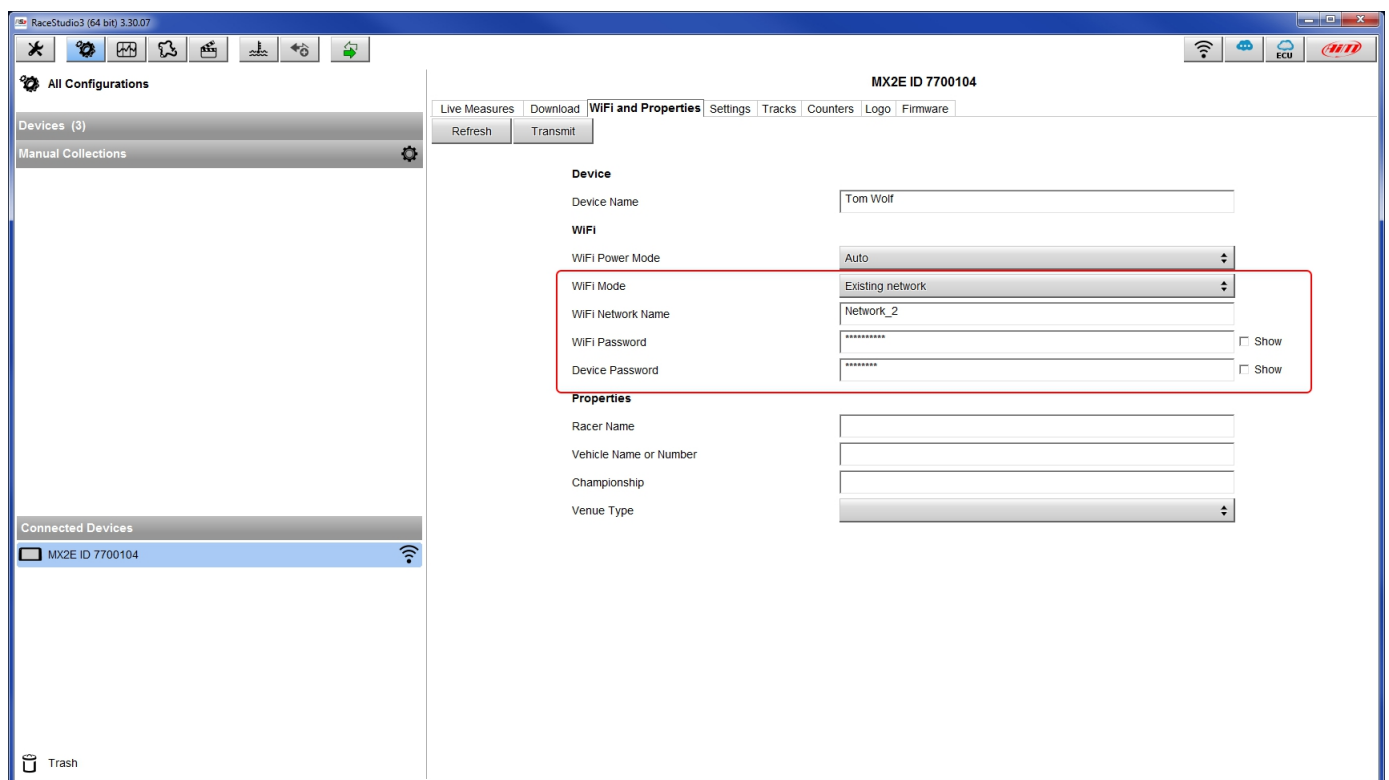 RaceStudio3 (64 bit) 3.30.07
ECU
AiM
All Configurations
MX2E ID 7700104
Live Measures Download WiFi and Properties Settings Tracks Counters Logo Firmware
Devices (3)
Refresh Transmit
Manual Collections
Device
Device Name Tom Wolf
WiFi
WiFi Power Mode Auto
WiFi Mode Existing network
WiFi Network Name Network_2
WiFi Password ********** Show
Device Password ******** Show
Properties
Racer Name
Vehicle Name or Number
Championship
Venue Type
Connected Devices
MX2E ID 7700104
Trash